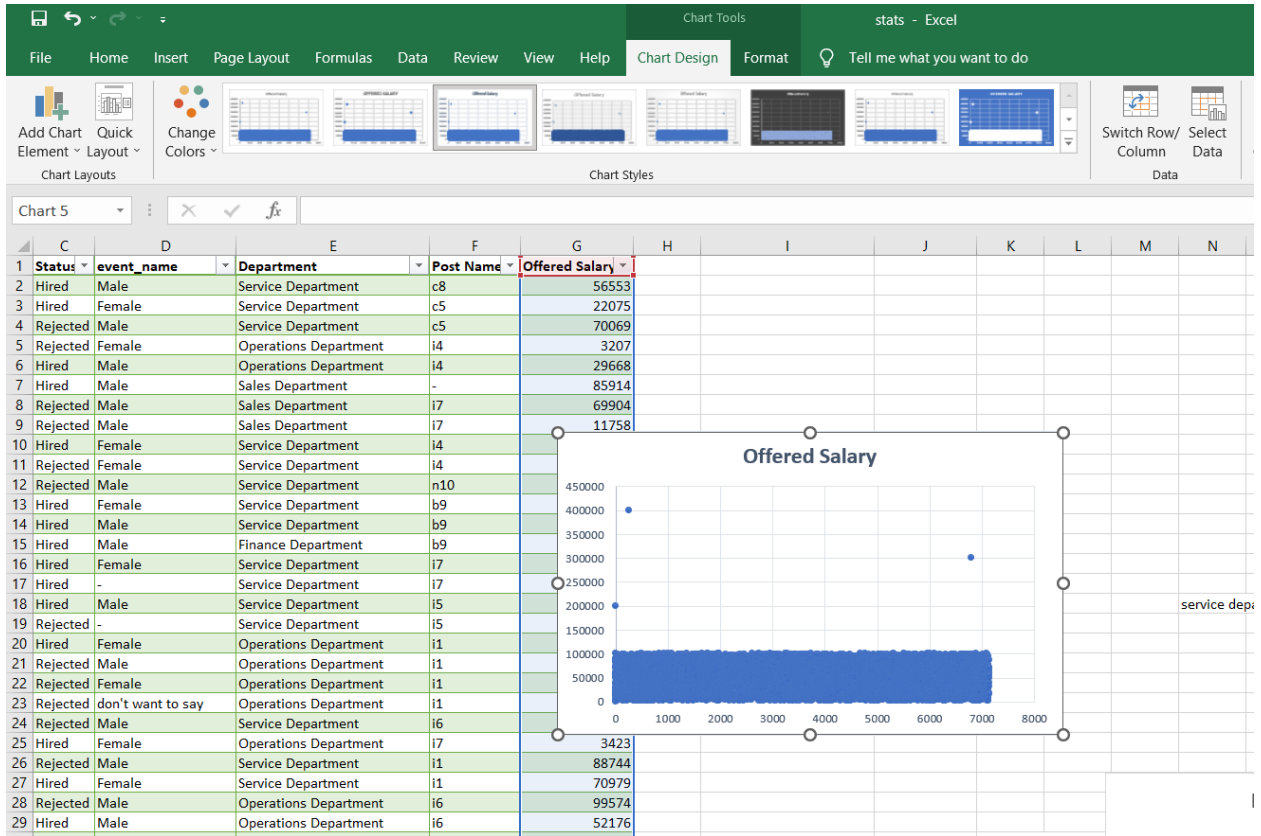 Chart Tools
stats - Excel
File Home Insert Page Layout Formulas Data Review View Help Chart Design Format Tell me what you want to do
Add Chart Element
Quick Layout
Change Colors
Switch Row/ Column
Select Data
Chart Layouts Chart Styles Data
Chart 5 fx
C D E F G H I J K L M N
1 Status event_name Department Post Name Offered Salary
2 Hired Male Service Department c8 56553
3 Hired Female Service Department c5 22075
4 Rejected Male Service Department c5 70069
5 Rejected Female Operations Department i4 3207
6 Hired Male Operations Department i4 29668
7 Hired Male Sales Department - 85914
8 Rejected Male Sales Department i7 69904
9 Rejected Male Sales Department i7 11758
10 Hired Female Service Department i4
11 Rejected Female Service Department i4
12 Rejected Male Service Department n10
13 Hired Female Service Department b9
14 Hired Male Service Department b9
15 Hired Male Finance Department b9
16 Hired Female Service Department i7
17 Hired - Service Department i7
18 Hired Male Service Department i5 service depa
19 Rejected - Service Department i5
20 Hired Female Operations Department i1
21 Rejected Male Operations Department i1
22 Rejected Female Operations Department i1
23 Rejected don't want to say Operations Department i1
24 Rejected Male Service Department i6
25 Hired Female Operations Department i7 3423
26 Rejected Male Service Department i1 88744
27 Hired Female Service Department i1 70979
28 Rejected Male Operations Department i6 99574
29 Hired Male Operations Department i6 52176
Offered Salary
450000
400000
350000
300000
250000
200000
150000
100000
50000
0
0 1000 2000 3000 4000 5000 6000 7000 8000